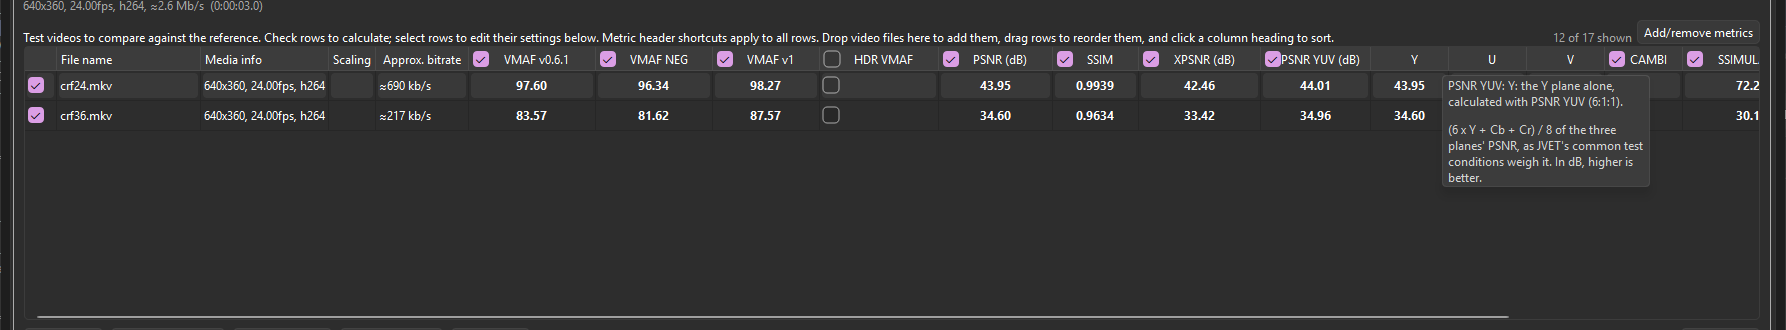 640x360, 24.00fps, h264, ≈2.6 Mb/s (0:00:03.0)
Test videos to compare against the reference. Check rows to calculate; select rows to edit their settings below. Metric header shortcuts apply to all rows. Drop video files here to add them, drag rows to reorder them, and click a column heading to sort.
12 of 17 shown
Add/remove metrics
File name Media info Scaling Approx. bitrate VMAF v0.6.1 VMAF NEG VMAF v1 HDR VMAF PSNR (dB) SSIM XPSNR (dB) PSNR YUV (dB) Y U V CAMBI SSIMUL
crf24.mkv 640x360, 24.00fps, h264 ≈690 kb/s 97.60 96.34 98.27 43.95 0.9939 42.46 44.01 43.95 72.2
crf36.mkv 640x360, 24.00fps, h264 ≈217 kb/s 83.57 81.62 87.57 34.60 0.9634 33.42 34.96 34.60 30.1
PSNR YUV: Y: the Y plane alone,
calculated with PSNR YUV (6:1:1).
(6 x Y + Cb + Cr) / 8 of the three
planes' PSNR, as JVET's common test
conditions weigh it. In dB, higher is
better.